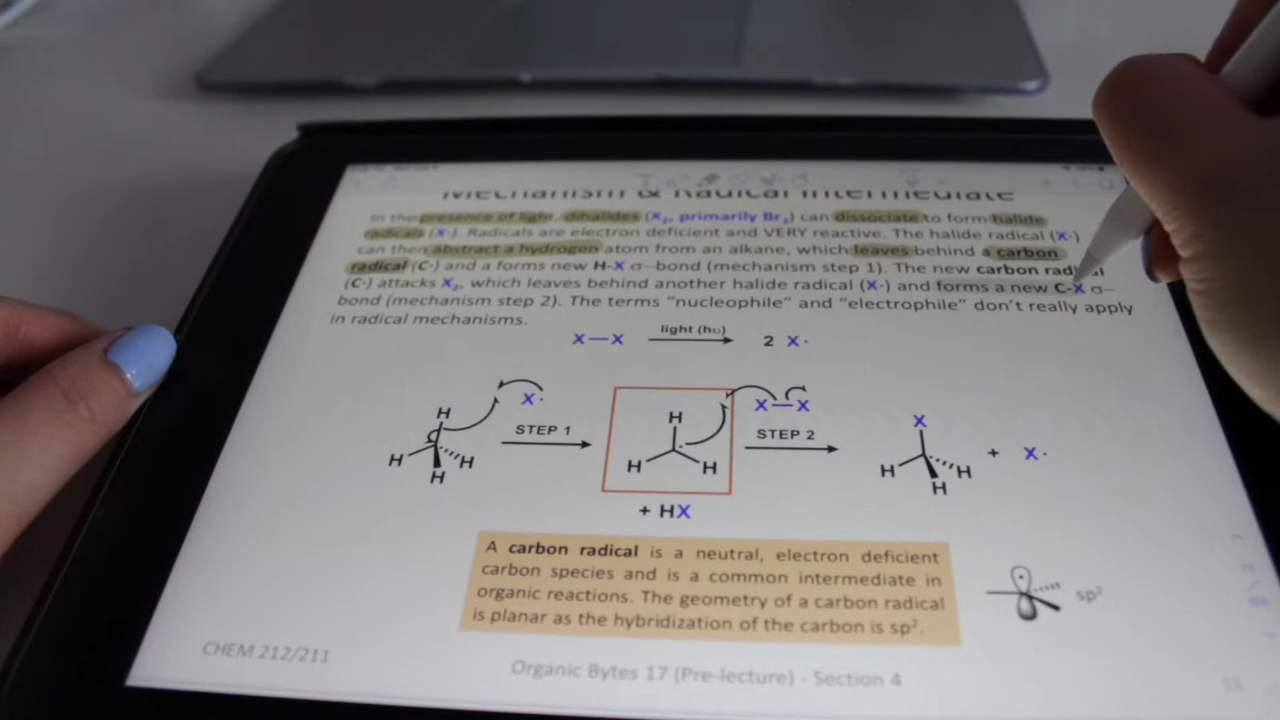 Mechanism & Radical Intermediate
In the presence of light, dihalides (X₂, primarily Br₂) can dissociate to form halide
radicals (X·). Radicals are electron deficient and VERY reactive. The halide radical (X·)
can then abstract a hydrogen atom from an alkane, which leaves behind a carbon
radical (C·) and a forms new H-X σ–bond (mechanism step 1). The new carbon
(C·) attacks X₂, which leaves behind another halide radical (X·) and forms a new C-X σ–
bond (mechanism step 2). The terms "nucleophile" and "electrophile" don't really apply
in radical mechanisms.
X—X light (hυ) 2 X·
H X· H X—X X
STEP 1 STEP 2
H H H H H H H H + X·
+ HX
A carbon radical is a neutral, electron deficient
carbon species and is a common intermediate in
organic reactions. The geometry of a carbon radical
is planar as the hybridization of the carbon is sp².
sp²
CHEM 212/211
Organic Bytes 17 (Pre-lecture) - Section 4